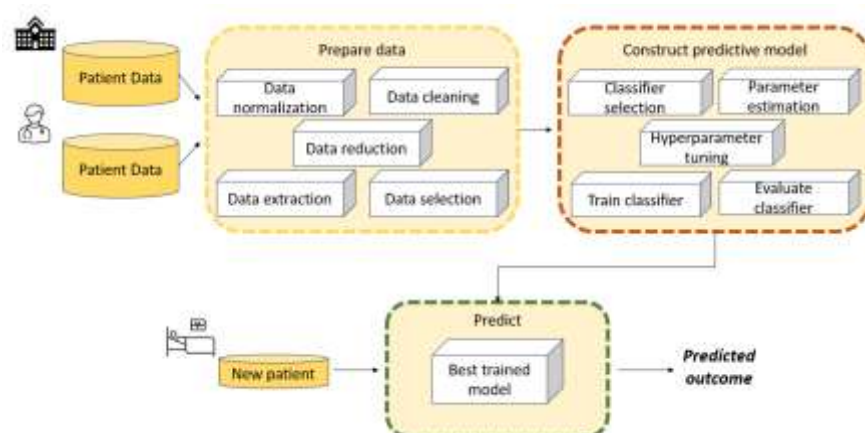 Prepare data
Construct predictive model
Patient Data
Data
normalization
Data cleaning
Data reduction
Data extraction
Data selection
Patient Data
Classifier
selection
Parameter
estimation
Hyperparameter
tuning
Train classifier
Evaluate
classifier
Predict
New patient
Best trained
model
Predicted
outcome